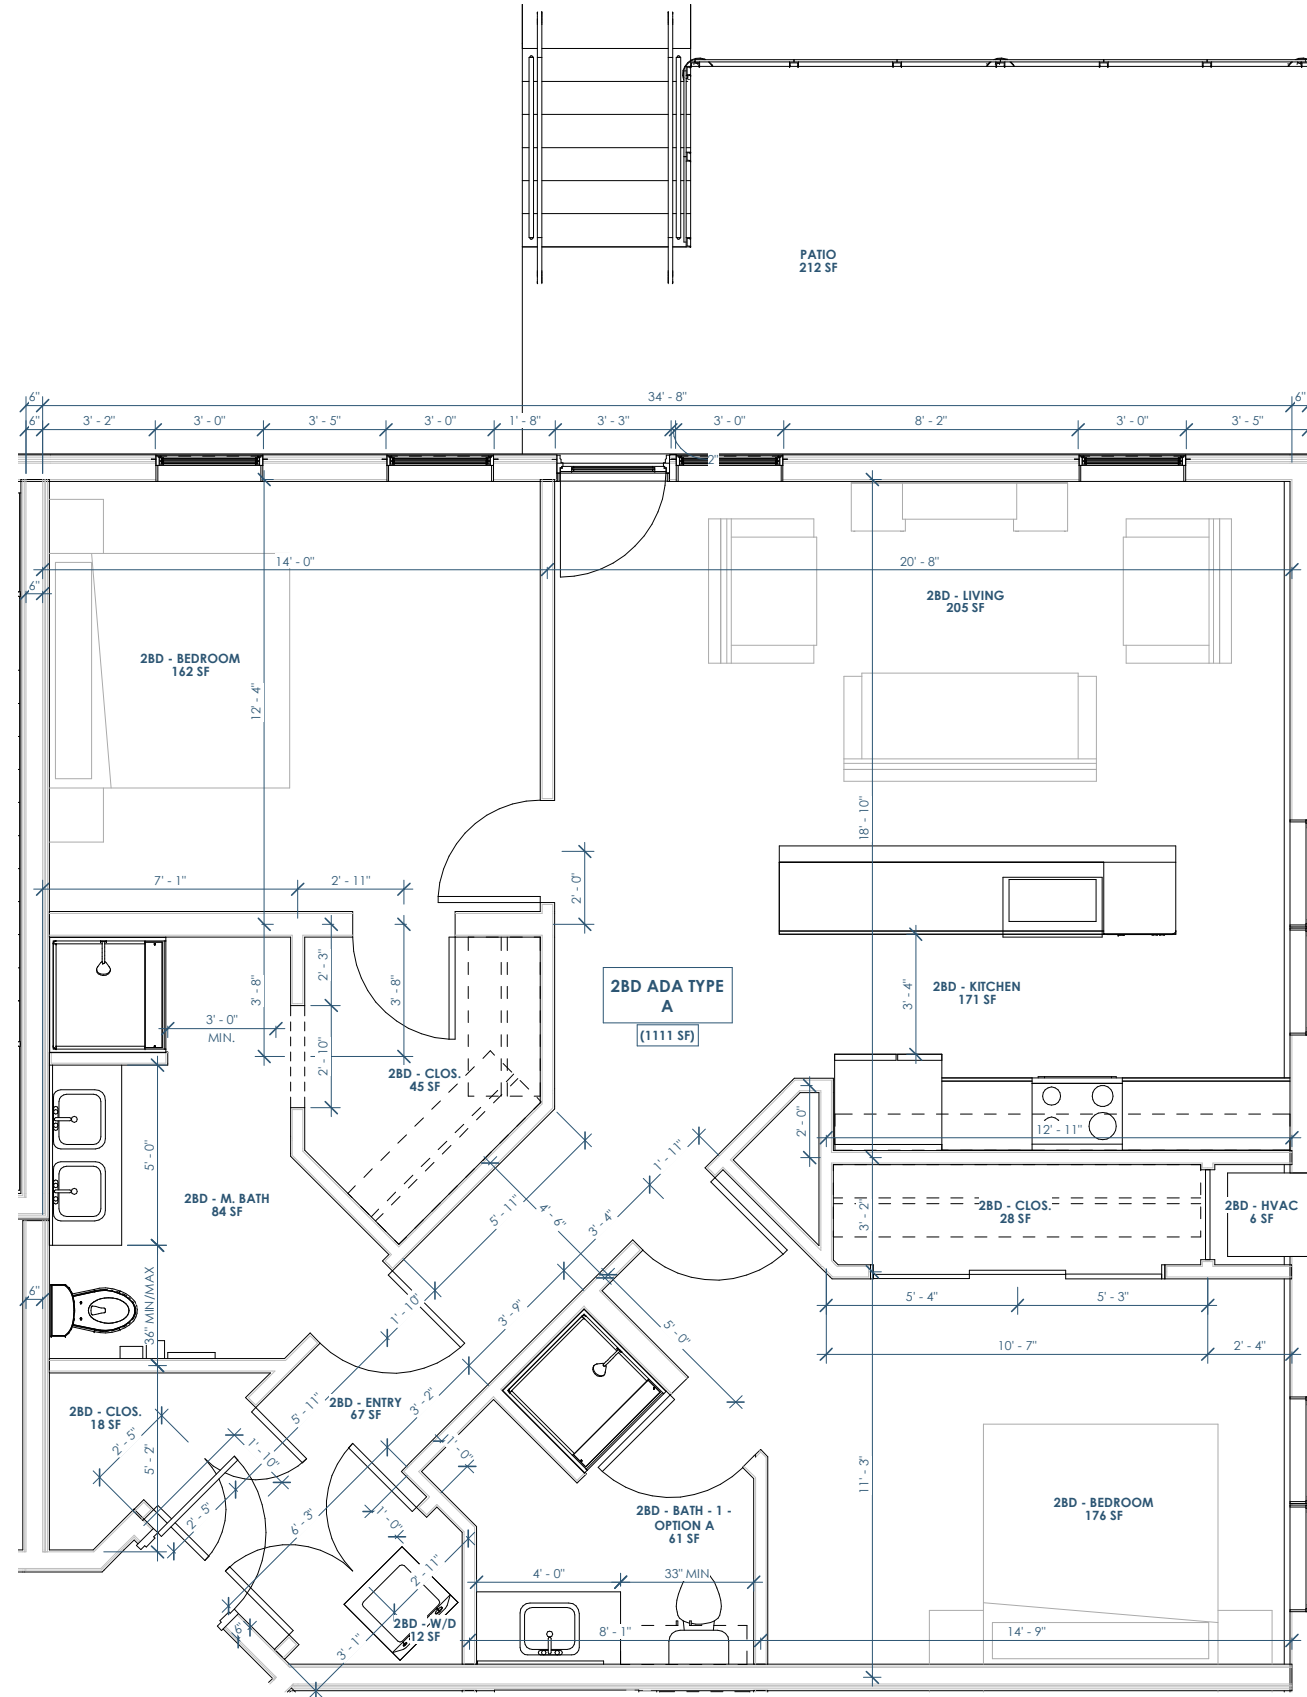 PATIO
212 SF
6"
34' - 8"
6"
6"
3' - 2"
3' - 0"
3' - 5"
3' - 0"
1' - 8"
3' - 3"
3' - 0"
8' - 2"
3' - 0"
3' - 5"
2"
14' - 0"
20' - 8"
6"
2BD - LIVING
205 SF
2BD - BEDROOM
162 SF
12' - 4"
18' - 10"
7' - 1"
2' - 11"
2' - 0"
2' - 3"
3' - 8"
3' - 8"
3' - 0"
MIN.
2' - 10"
2BD ADA TYPE
A
(1111 SF)
3' - 4"
2BD - KITCHEN
171 SF
2BD - CLOS.
45 SF
2' - 0"
12' - 11"
5' - 0"
1' - 11"
2BD - M. BATH
84 SF
5' - 11"
4' - 6"
3' - 4"
3' - 2"
2BD - CLOS.
28 SF
2BD - HVAC
6 SF
6"
36" MIN/MAX
1' - 10"
3' - 9"
5' - 0"
5' - 4"
5' - 3"
10' - 7"
2' - 4"
2BD - CLOS.
18 SF
2BD - ENTRY
67 SF
5' - 11"
3' - 2"
2' - 5"
5' - 2"
1' - 10"
1' - 0"
11' - 3"
2BD - BATH - 1 -
OPTION A
61 SF
2BD - BEDROOM
176 SF
2' - 5"
6' - 3"
1' - 0"
2' - 11"
4' - 0"
33" MIN
2BD - W/D
12 SF
6"
3' - 1"
8' - 1"
14' - 9"